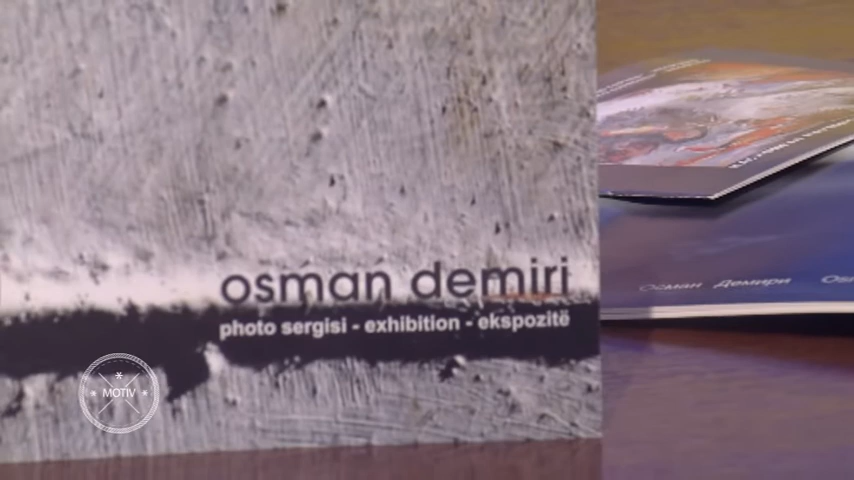 osman demiri
photo sergisi - exhibition - ekspozitë
MOTIV
Осман Демири